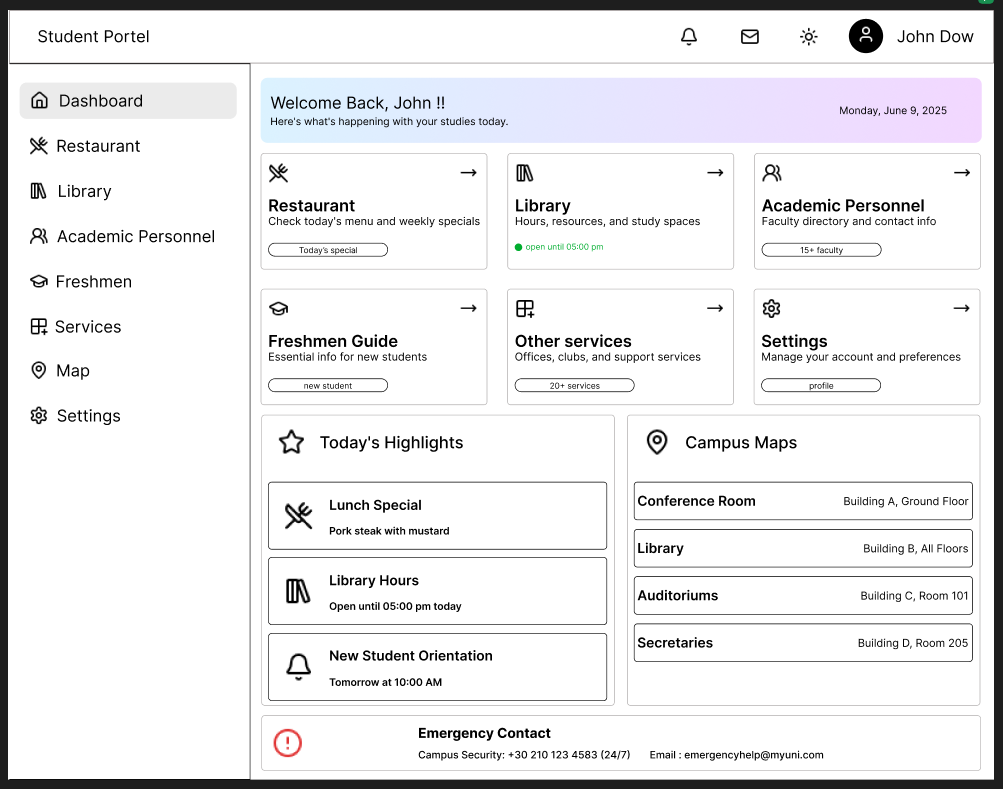 Student Portel
John Dow
Dashboard
Restaurant
Library
Academic Personnel
Freshmen
Services
Map
Settings
Welcome Back, John !!
Here's what's happening with your studies today.
Monday, June 9, 2025
Restaurant
Check today's menu and weekly specials
Today's special
Library
Hours, resources, and study spaces
open until 05:00 pm
Academic Personnel
Faculty directory and contact info
15+ faculty
Freshmen Guide
Essential info for new students
new student
Other services
Offices, clubs, and support services
20+ services
Settings
Manage your account and preferences
profile
Today's Highlights
Lunch Special
Pork steak with mustard
Library Hours
Open until 05:00 pm today
New Student Orientation
Tomorrow at 10:00 AM
Campus Maps
Conference Room Building A, Ground Floor
Library Building B, All Floors
Auditoriums Building C, Room 101
Secretaries Building D, Room 205
Emergency Contact
Campus Security: +30 210 123 4583 (24/7) Email : emergencyhelp@myuni.com